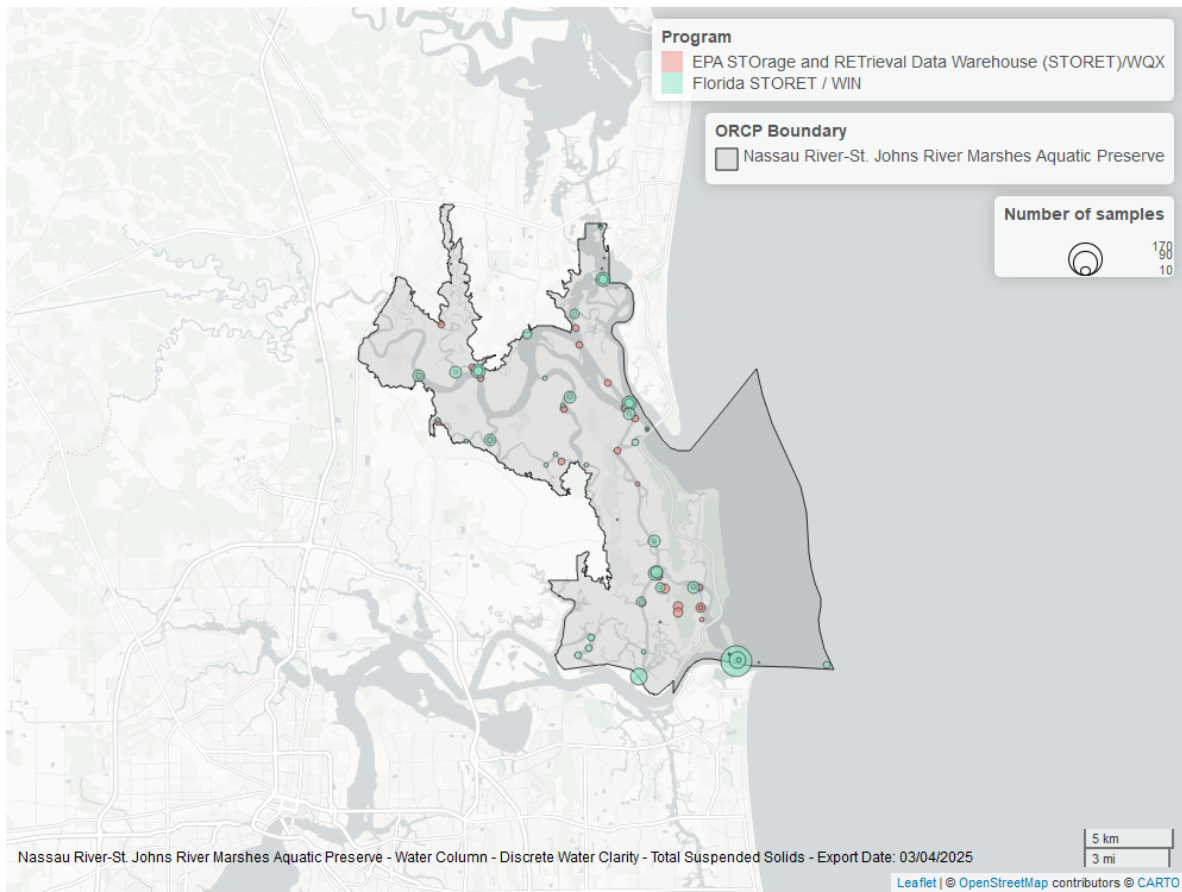 Program
EPA STOrage and RETrieval Data Warehouse (STORET)/WQX
Florida STORET / WIN
ORCP Boundary
Nassau River-St. Johns River Marshes Aquatic Preserve
Number of samples
170
90
10
5 km
3 mi
Nassau River-St. Johns River Marshes Aquatic Preserve - Water Column - Discrete Water Clarity - Total Suspended Solids - Export Date: 03/04/2025
Leaflet | © OpenStreetMap contributors © CARTO